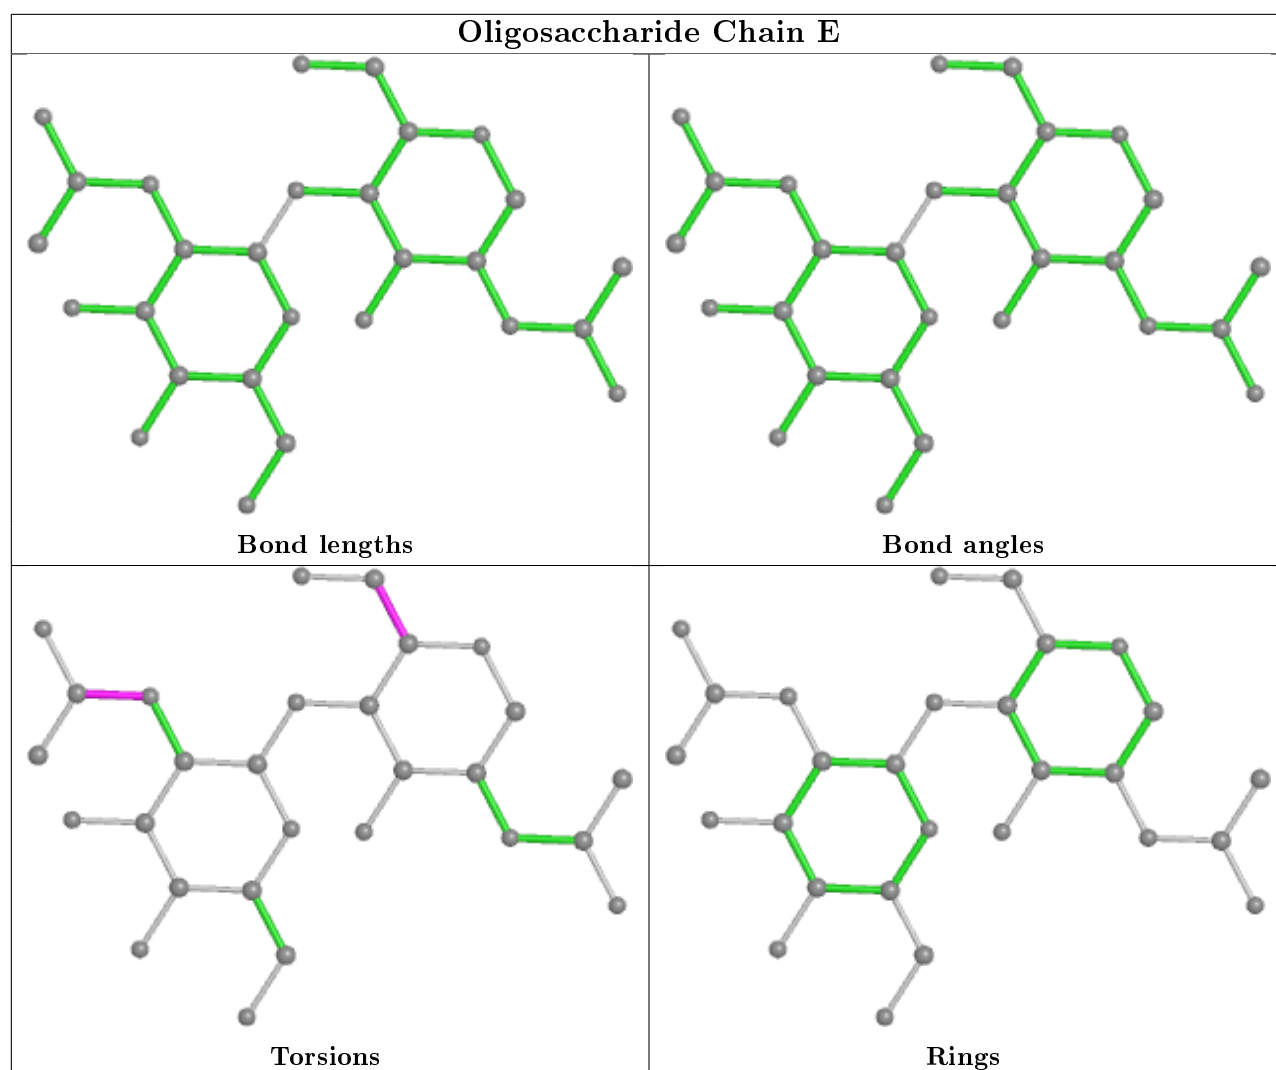 Oligosaccharide Chain E
Bond lengths
Bond angles
Torsions
Rings